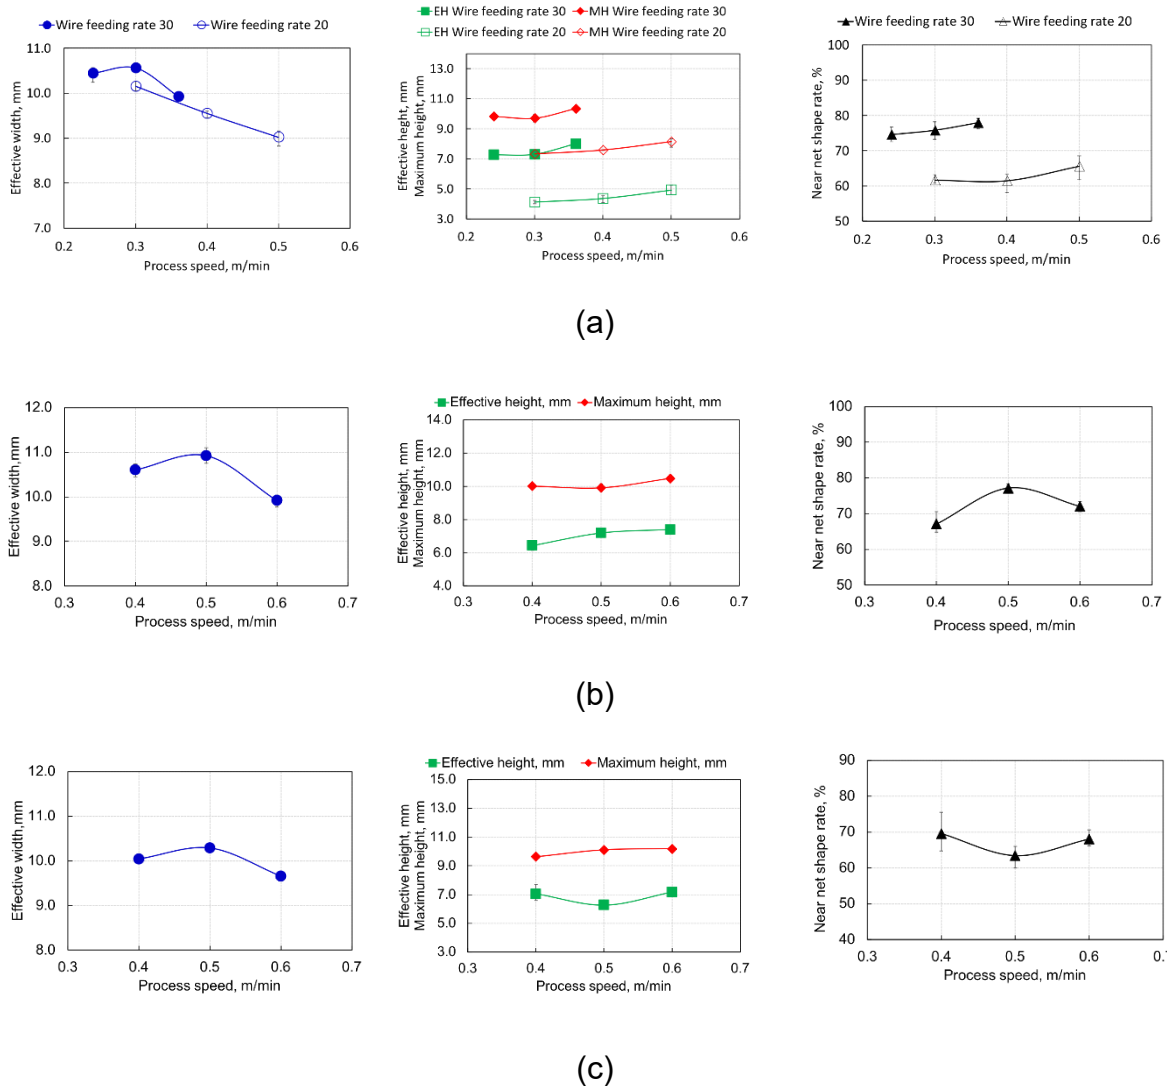 Wire feeding rate 30 Wire feeding rate 20
Effective width, mm
11.0
10.0
9.0
8.0
7.0
0.2 0.3 0.4 0.5 0.6
Process speed, m/min
EH Wire feeding rate 30 MH Wire feeding rate 30
EH Wire feeding rate 20 MH Wire feeding rate 20
Effective neght, mm
Maximum height, mm
13.0
11.0
9.0
7.0
5.0
3.0
0.2 0.3 0.4 0.5 0.6
Process speed, m/min
Wire feeding rate 30 Wire feeding rate 20
Near net shape rate, %
100
90
80
70
60
50
0.2 0.3 0.4 0.5 0.6
Process speed, m/min
(a)
Effective width,mm
12.0
11.0
10.0
9.0
8.0
0.3 0.4 0.5 0.6 0.7
Process speed, m/min
Effective height, mm Maximum height, mm
Effective height, mm
Maximum height, mm
14.0
12.0
10.0
8.0
6.0
4.0
0.3 0.4 0.5 0.6 0.7
Process speed, m/min
Near net shape rate, %
100
90
80
70
60
50
0.3 0.4 0.5 0.6 0.7
Process speed, m/min
(b)
Effective width,mm
12.0
11.0
10.0
9.0
8.0
0.3 0.4 0.5 0.6 0.7
Process speed, m/min
Effective height, mm Maximum height, mm
Effective height, mm
Maximum height, mm
15.0
13.0
11.0
9.0
7.0
5.0
3.0
0.3 0.4 0.5 0.6 0.7
Process speed, m/min
Near net shape rate, %
90
80
70
60
50
40
0.3 0.4 0.5 0.6
Process speed, m/min
(c)